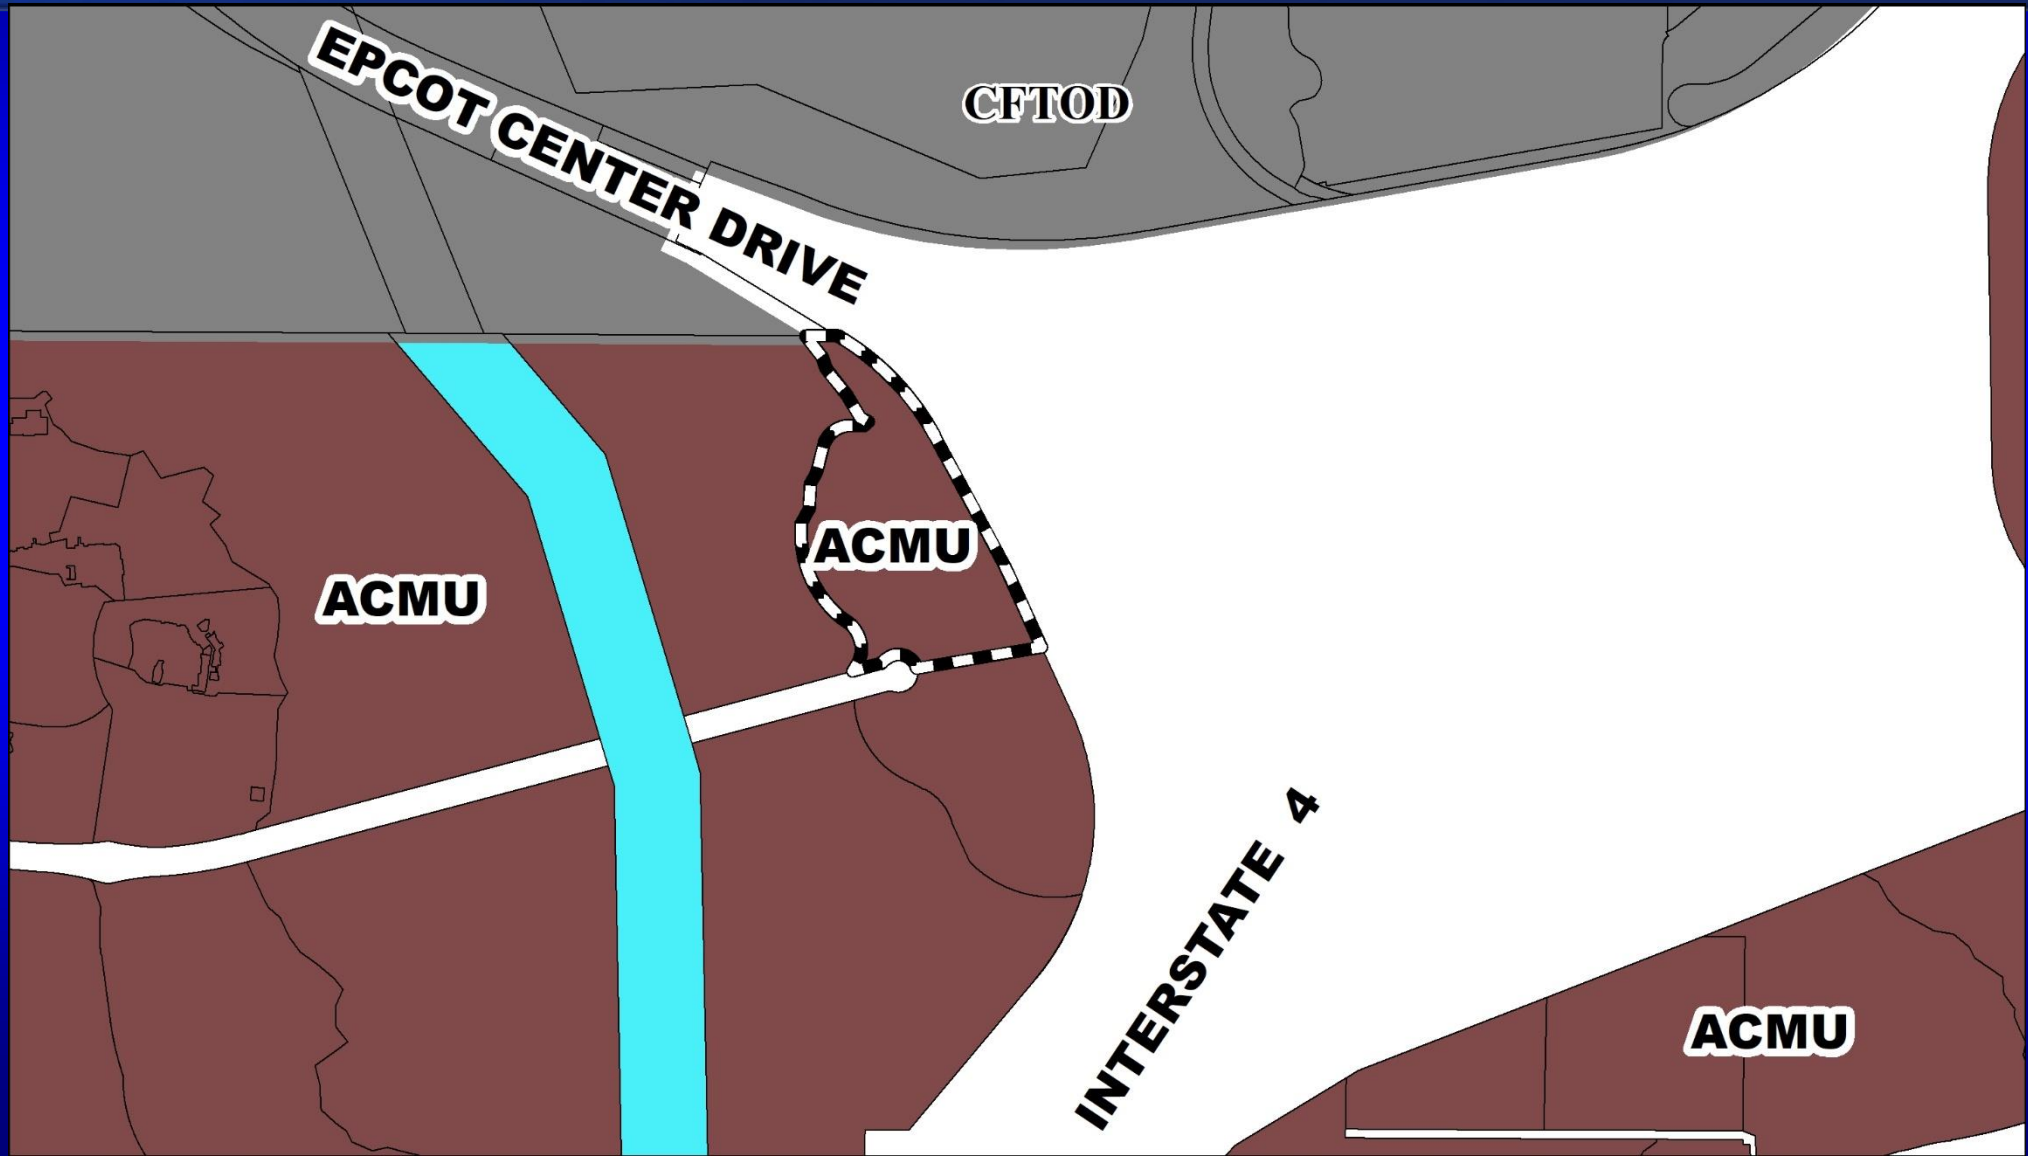 EPCOT CENTER DRIVE
CFTOD
ACMU
ACMU
INTERSTATE 4
ACMU